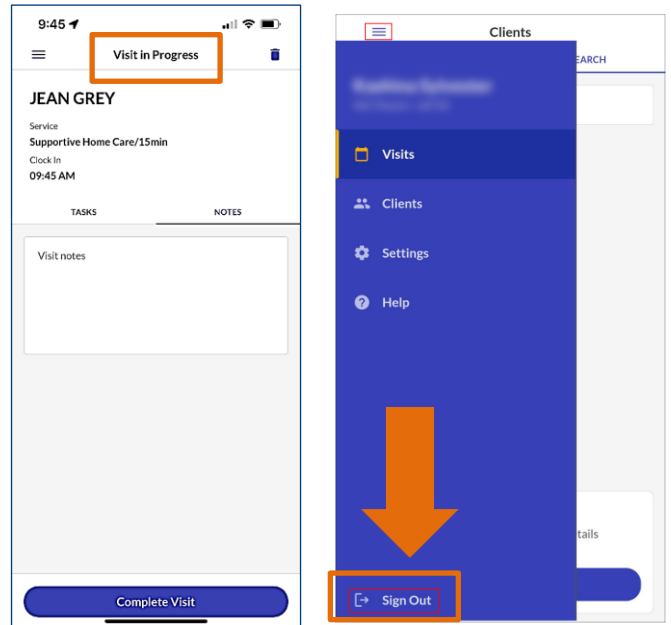 9:45
Visit in Progress
JEAN GREY
Service
Supportive Home Care/15min
Clock In
09:45 AM
TASKS NOTES
Visit notes
Complete Visit
Clients
EARCH
Visits
Clients
Settings
Help
tails
Sign Out